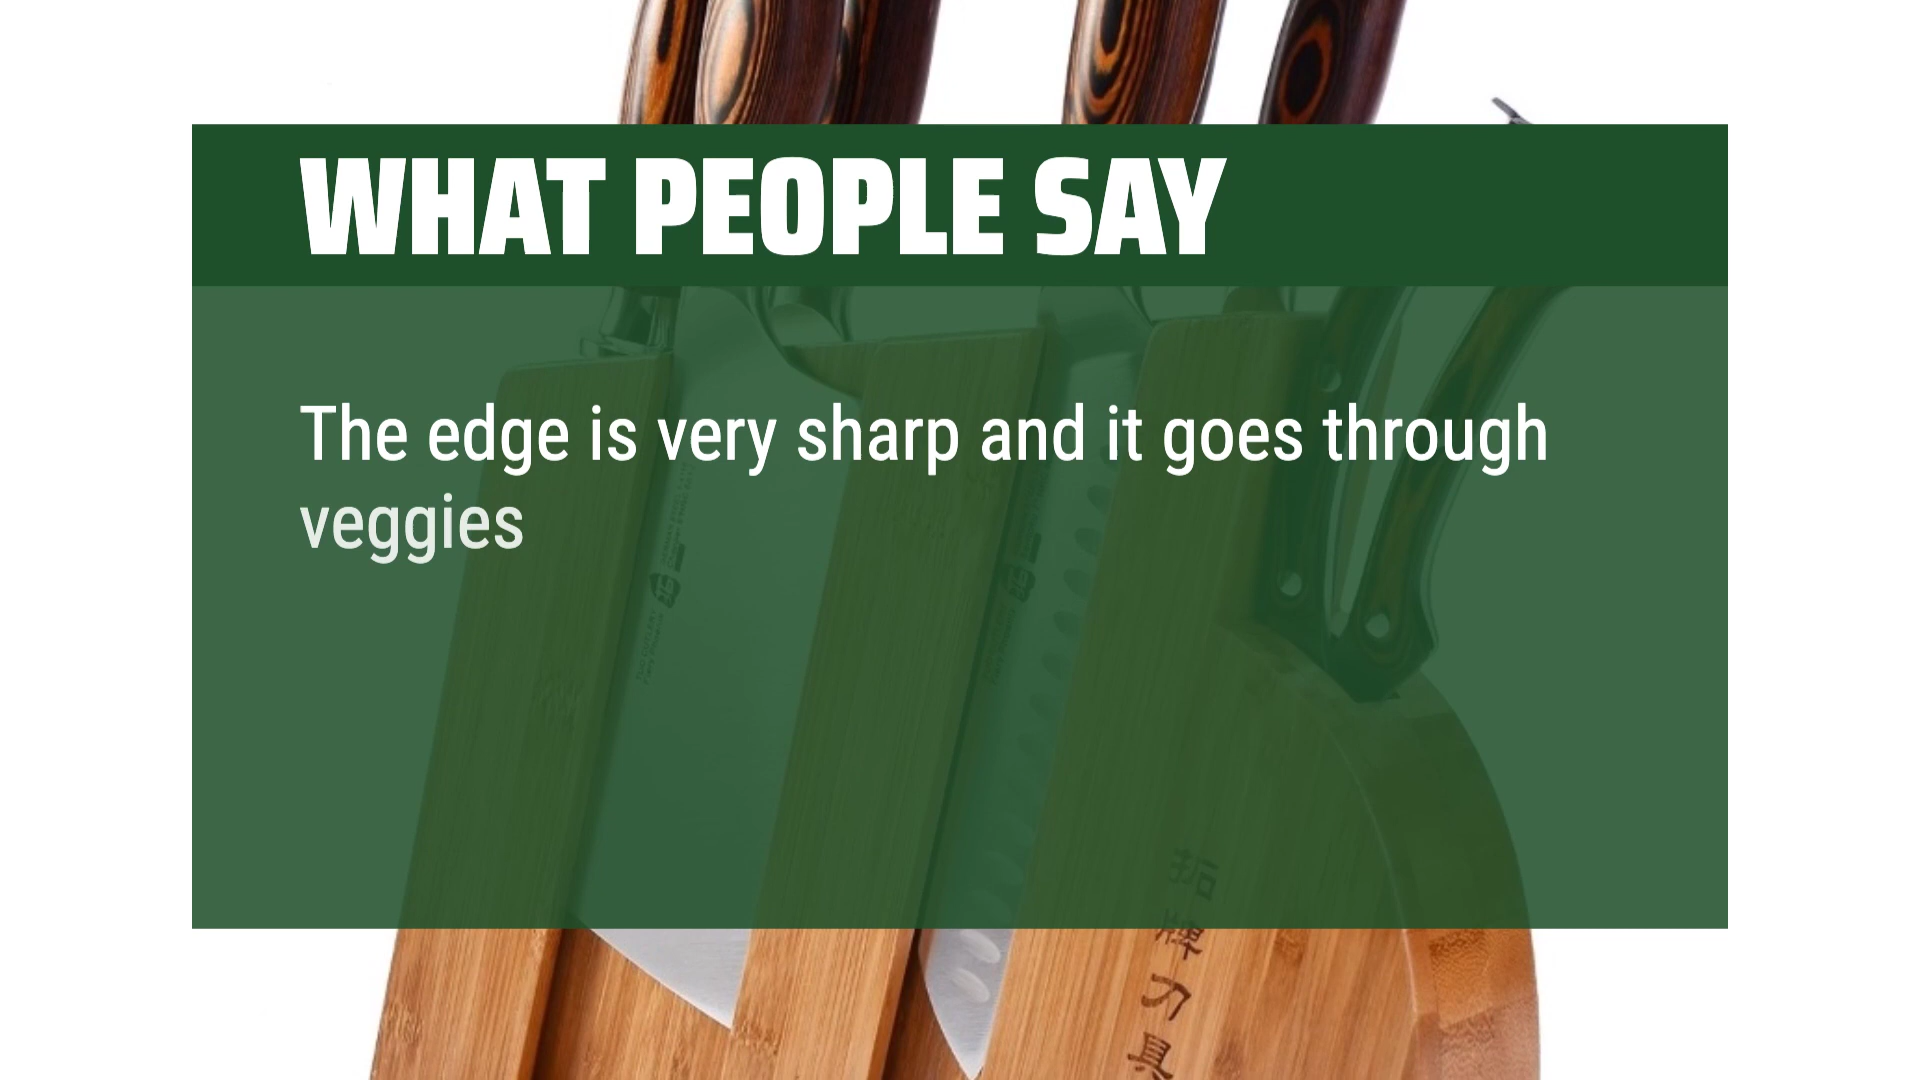 WHAT PEOPLE SAY
The edge is very sharp and it goes through
veggies
拓
牌
刀
具